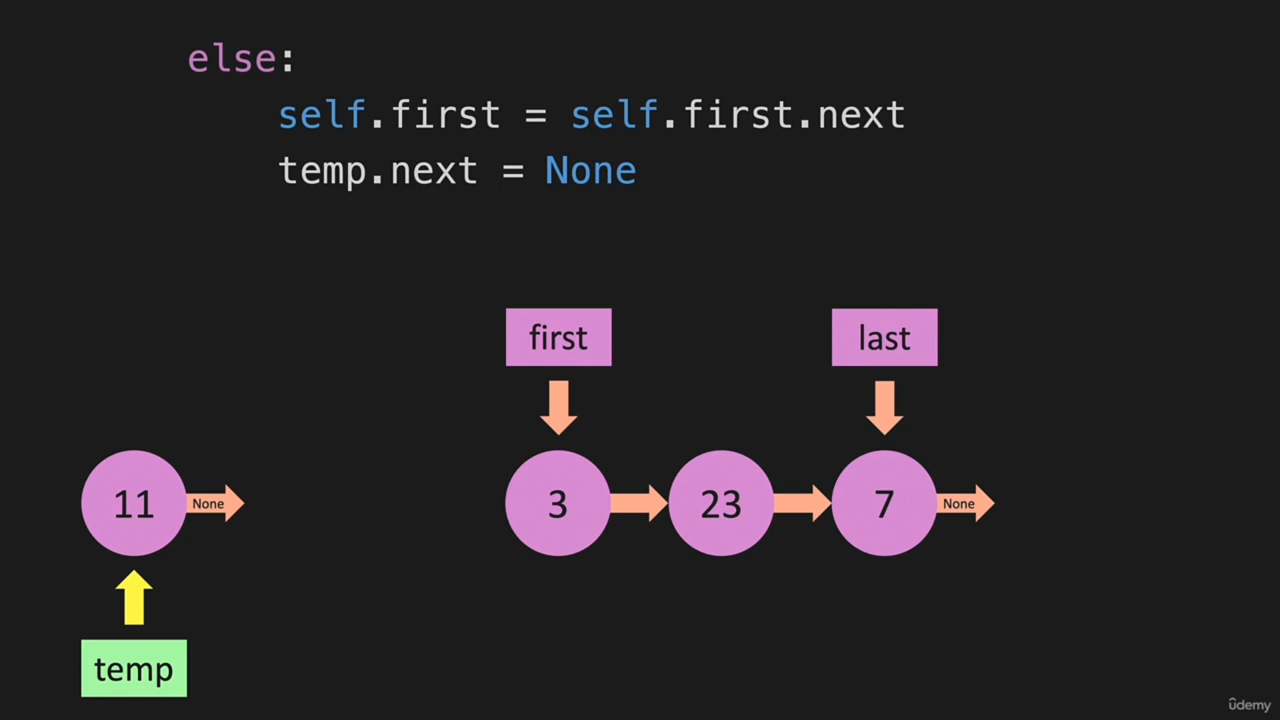 else:
self.first = self.first.next
temp.next = None
first
last
11
None
3
23
7
None
temp
ûdemy